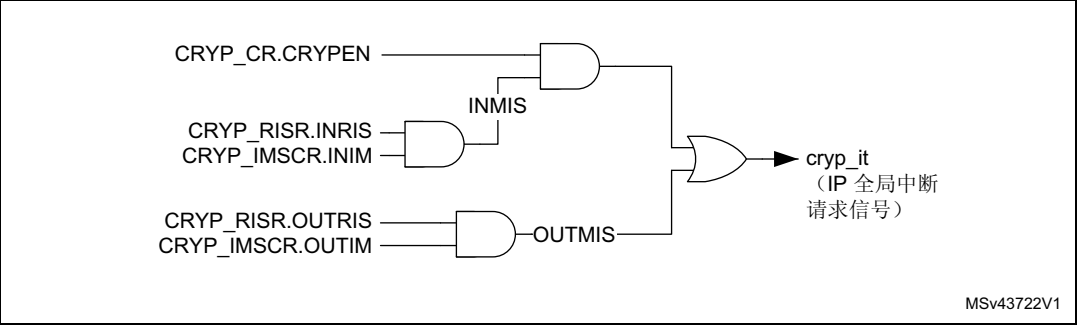 CRYP_CR.CRYPEN
INMIS
CRYP_RISR.INRIS
CRYP_IMSCR.INIM
cryp_it
（IP 全局中断
请求信号）
CRYP_RISR.OUTRIS
CRYP_IMSCR.OUTIM
OUTMIS
MSv43722V1